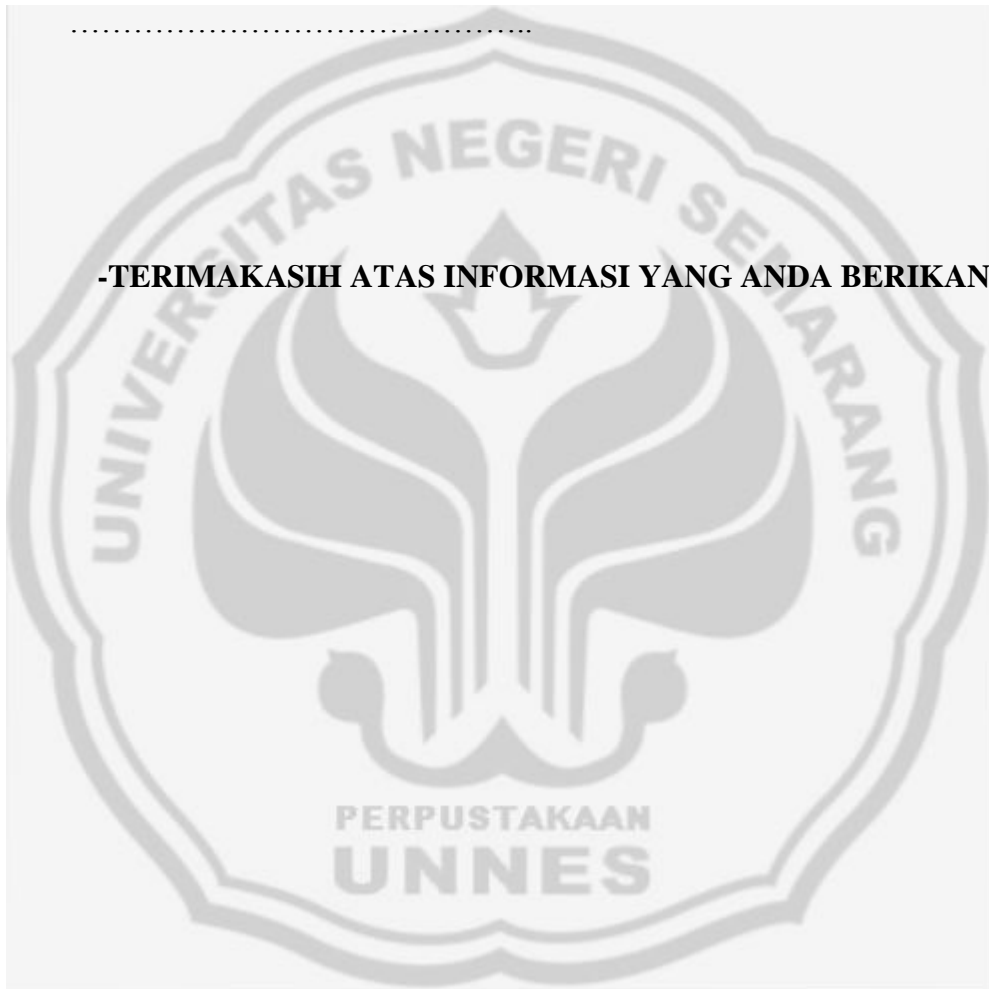 ……………………………………..
UNIVERSITAS NEGERI SEMARANG
-TERIMAKASIH ATAS INFORMASI YANG ANDA BERIKAN
PERPUSTAKAAN
UNNES